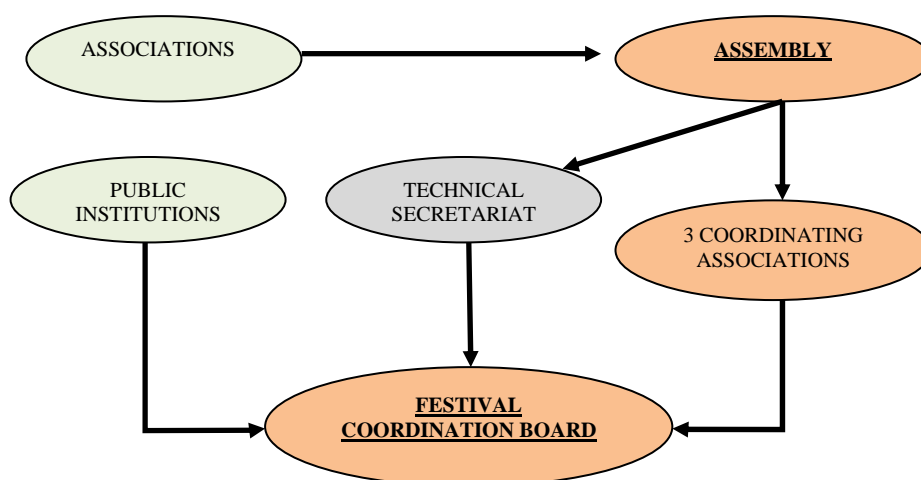 ASSOCIATIONS
ASSEMBLY
PUBLIC
INSTITUTIONS
TECHNICAL
SECRETARIAT
3 COORDINATING
ASSOCIATIONS
FESTIVAL
COORDINATION BOARD